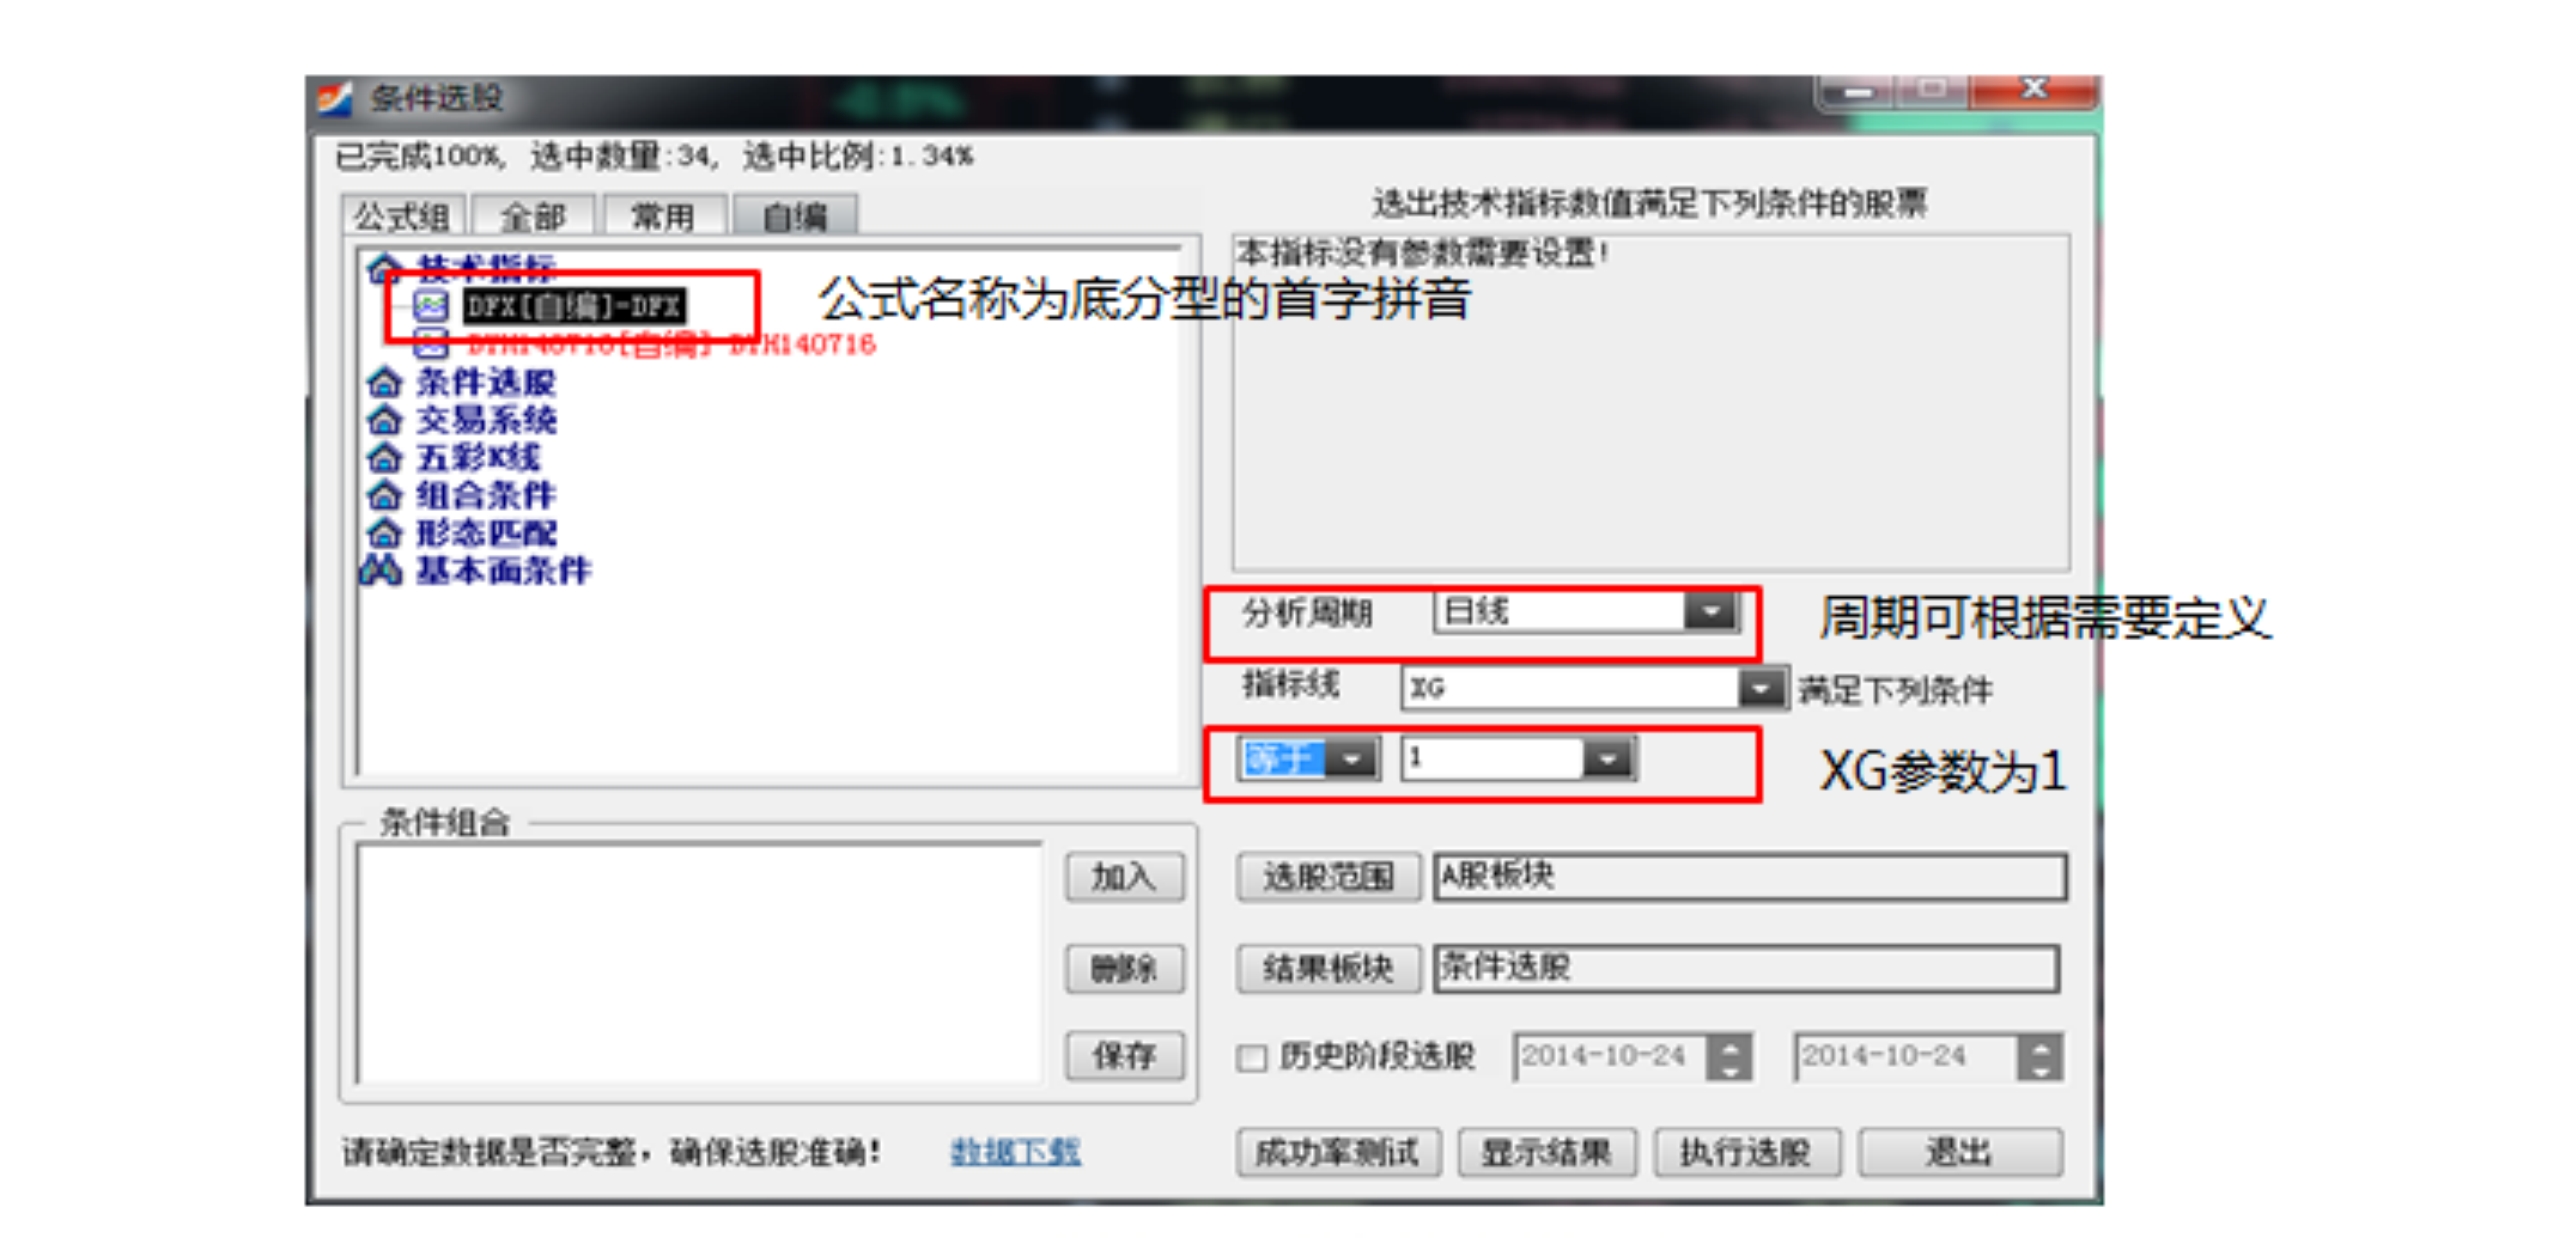 条件选股
已完成100%, 选中数量:34, 选中比例:1.34%
公式组 全部 常用 自编
选出技术指标数值满足下列条件的股票
技术指标
本指标没有参数需要设置!
DFX[自编]-DFX
公式名称为底分型的首字拼音
条件选股
交易系统
五彩K线
组合条件
形态匹配
基本面条件
分析周期 日线
周期可根据需要定义
指标线 XG 满足下列条件
等于 1
XG参数为1
条件组合
加入
选股范围 A股板块
删除
结果板块 条件选股
保存
历史阶段选股 2014-10-24 2014-10-24
请确定数据是否完整,确保选股准确! 数据下载
成功率测试 显示结果 执行选股 退出